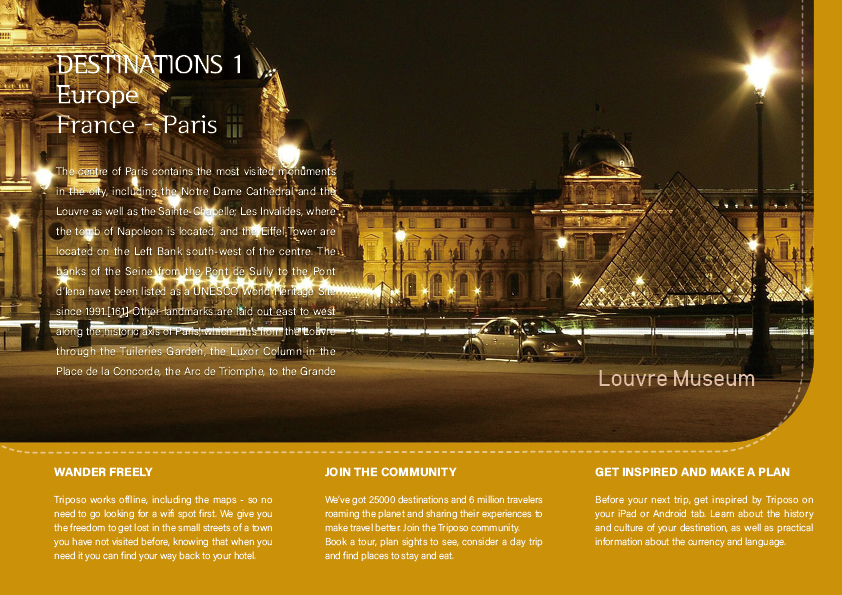 DESTINATIONS 1
Europe
France - Paris
The centre of Paris contains the most visited monuments
in the city, including the Notre Dame Cathedral and the
Louvre as well as the Sainte-Chapelle; Les Invalides, where
the tomb of Napoleon is located, and the Eiffel Tower are
located on the Left Bank south-west of the centre. The
banks of the Seine from the Pont de Sully to the Pont
d'Iena have been listed as a UNESCO World Heritage Site
since 1991.[161] Other landmarks are laid out east to west
along the historic axis of Paris, which runs from the Louvre
through the Tuileries Garden, the Luxor Column in the
Place de la Concorde, the Arc de Triomphe, to the Grande
Louvre Museum
WANDER FREELY
Triposo works offline, including the maps - so no
need to go looking for a wifi spot first. We give you
the freedom to get lost in the small streets of a town
you have not visited before, knowing that when you
need it you can find your way back to your hotel.
JOIN THE COMMUNITY
We've got 25000 destinations and 6 million travelers
roaming the planet and sharing their experiences to
make travel better. Join the Triposo community.
Book a tour, plan sights to see, consider a day trip
and find places to stay and eat.
GET INSPIRED AND MAKE A PLAN
Before your next trip, get inspired by Triposo on
your iPad or Android tab. Learn about the history
and culture of your destination, as well as practical
information about the currency and language.